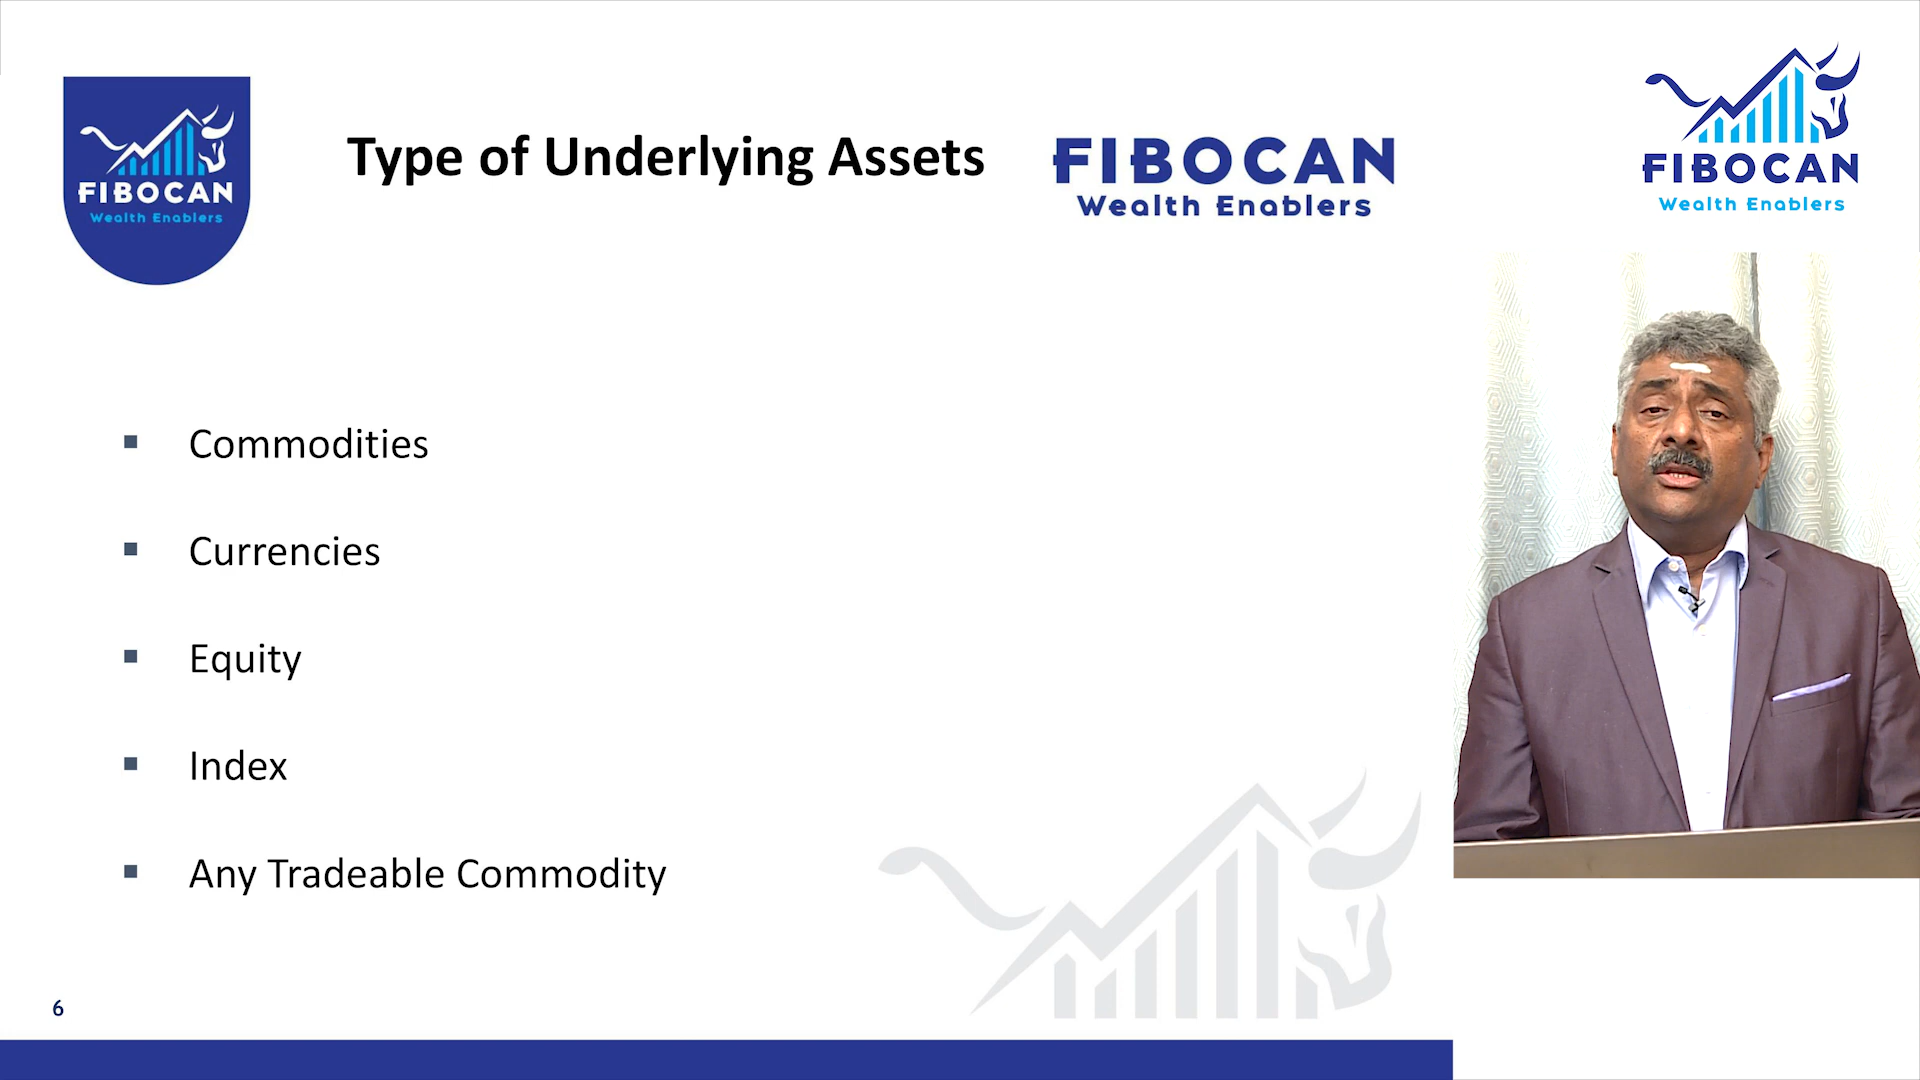 FIBOCAN
Wealth Enablers
Type of Underlying Assets
FIBOCAN
Wealth Enablers
FIBOCAN
Wealth Enablers
Commodities
Currencies
Equity
Index
Any Tradeable Commodity
6